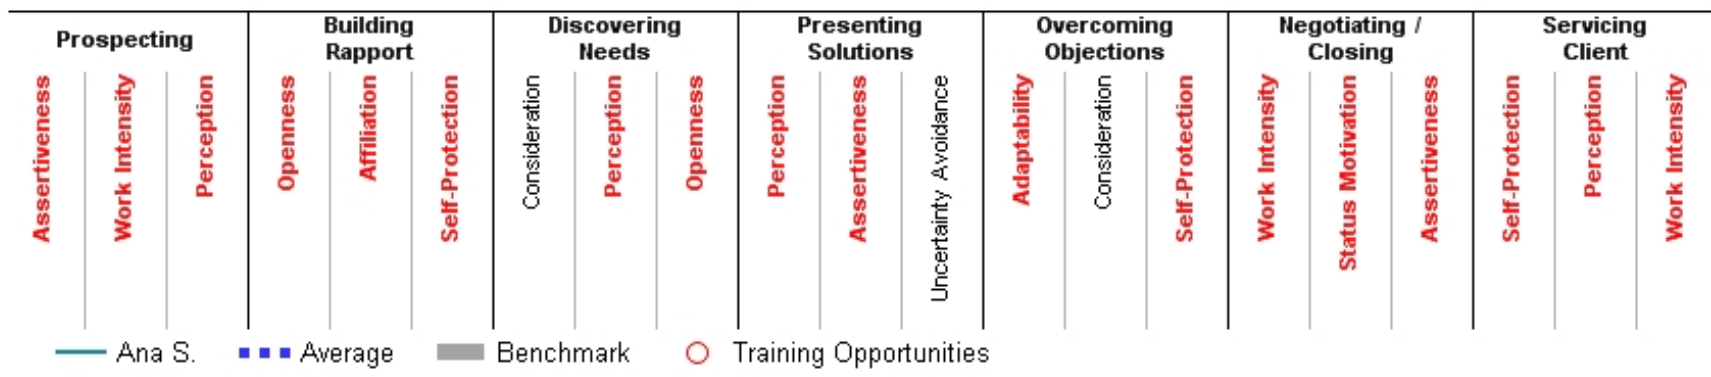 Prospecting
Building
Rapport
Discovering
Needs
Presenting
Solutions
Overcoming
Objections
Negotiating /
Closing
Servicing
Client
Assertiveness
Work Intensity
Perception
Openness
Affiliation
Self-Protection
Consideration
Perception
Openness
Perception
Assertiveness
Uncertainty Avoidance
Adaptability
Consideration
Self-Protection
Work Intensity
Status Motivation
Assertiveness
Self-Protection
Perception
Work Intensity
Ana S.
Average
Benchmark
Training Opportunities